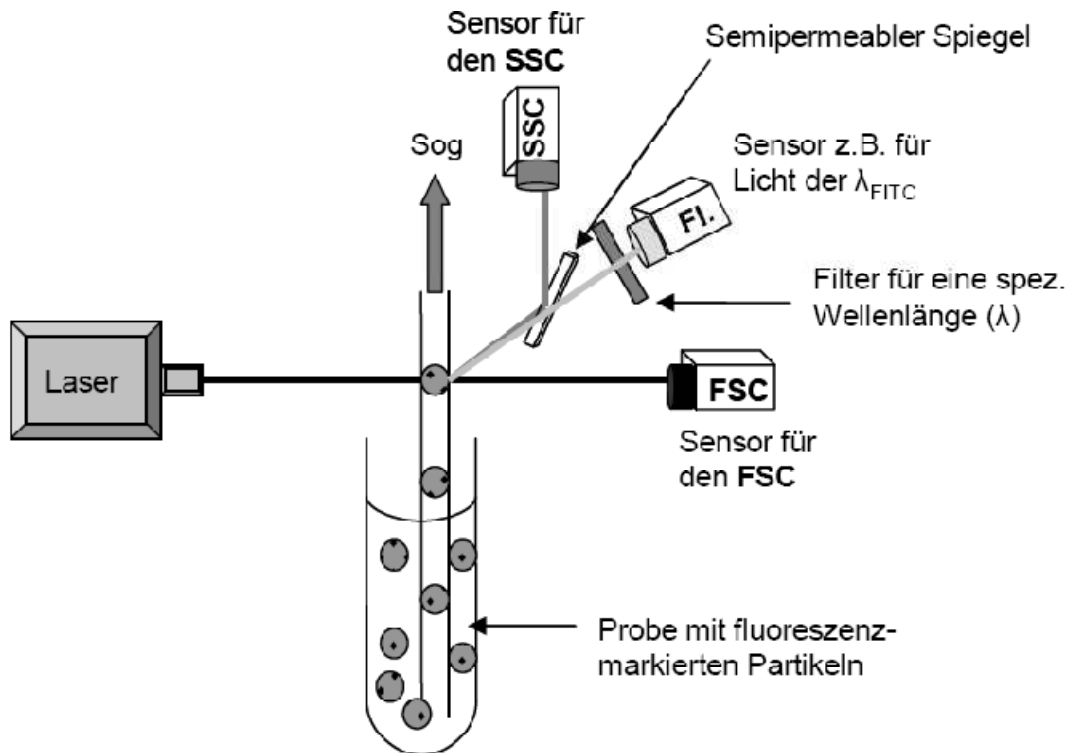 Sensor für
den SSC
Semipermeabler Spiegel
SSC
Sog
Sensor z.B. für
Licht der λFITC
Fl.
Filter für eine spez.
Wellenlänge (λ)
Laser
FSC
Sensor für
den FSC
Probe mit fluoreszenz-
markierten Partikeln